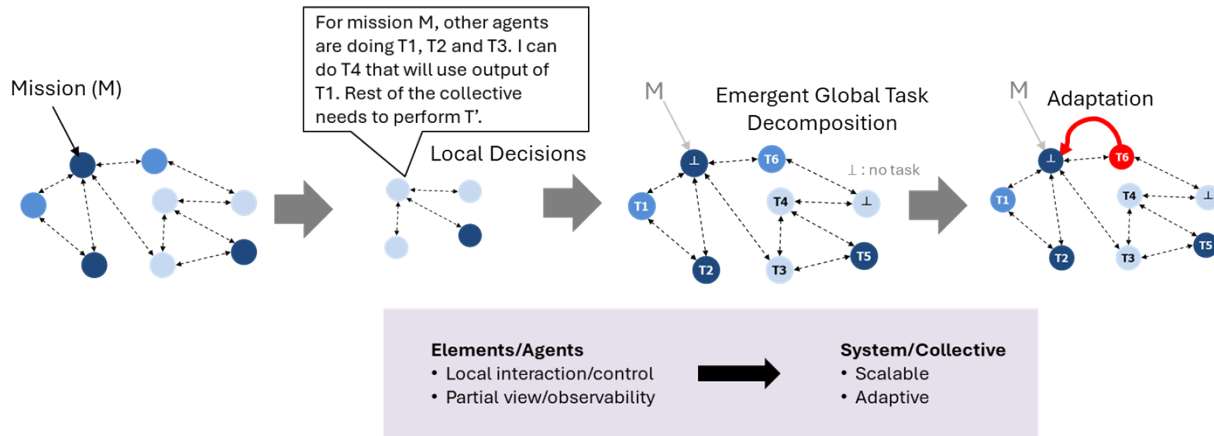 For mission M, other agents
are doing T1, T2 and T3. I can
do T4 that will use output of
T1. Rest of the collective
needs to perform T’.
Mission (M)
Local Decisions
M
Emergent Global Task
Decomposition
⊥ : no task
⊥
T6
T1
T4
⊥
T2
T3
T5
M
Adaptation
⊥
T6
T1
T4
⊥
T2
T3
T5
Elements/Agents
• Local interaction/control
• Partial view/observability
System/Collective
• Scalable
• Adaptive